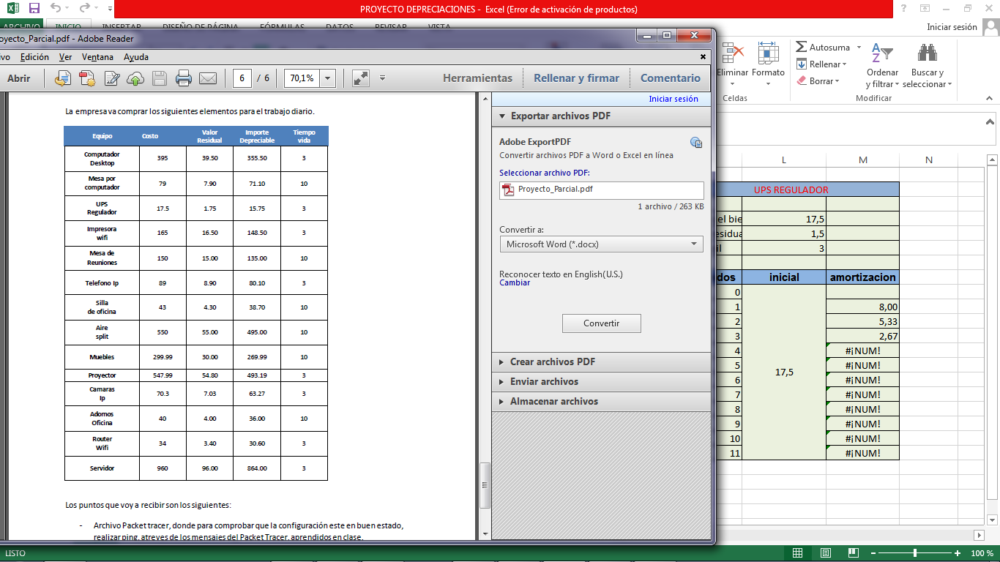 PROYECTO DEPRECIACIONES - Excel (Error de activación de productos)
ARCHIVO INICIO INSERTAR DISEÑO DE PÁGINA FÓRMULAS DATOS REVISAR VISTA
Iniciar sesión
oyecto_Parcial.pdf - Adobe Reader
vo Edición Ver Ventana Ayuda
Abrir 6 / 6 70,1% Herramientas Rellenar y firmar Comentario
Iniciar sesión
La empresa va comprar los siguientes elementos para el trabajo diario.
Equipo Costo Valor Residual Importe Depreciable Tiempo vida
Computador Desktop 395 39.50 355.50 3
Mesa por computador 79 7.90 71.10 10
UPS Regulador 17.5 1.75 15.75 3
Impresora wifi 165 16.50 148.50 3
Mesa de Reuniones 150 15.00 135.00 10
Telefono Ip 89 8.90 80.10 3
Silla de oficina 43 4.30 38.70 10
Aire split 550 55.00 495.00 10
Muebles 299.99 30.00 269.99 10
Proyector 547.99 54.80 493.19 3
Camaras Ip 70.3 7.03 63.27 3
Adornos Oficina 40 4.00 36.00 10
Router Wifi 34 3.40 30.60 3
Servidor 960 96.00 864.00 3
Los puntos que voy a recibir son los siguientes:
- Archivo Packet tracer, donde para comprobar que la configuración este en buen estado,
realizar ping, atreves de los mensajes del Packet Tracer, aprendidos en clase.
Exportar archivos PDF
Adobe ExportPDF
Convertir archivos PDF a Word o Excel en línea
Seleccionar archivo PDF:
Proyecto_Parcial.pdf
1 archivo / 263 KB
Convertir a:
Microsoft Word (*.docx)
Reconocer texto en English(U.S.)
Cambiar
Convertir
Crear archivos PDF
Enviar archivos
Almacenar archivos
Eliminar
Formato
Celdas
Autosuma
Rellenar
Borrar
Ordenar y filtrar
Buscar y seleccionar
Modificar
L M N
UPS REGULADOR
el bie 17,5
esidua 1,5
il 3
dos inicial amortizacion
0
1 8,00
2 5,33
3 2,67
4 #¡NUM!
5 #¡NUM!
17,5
6 #¡NUM!
7 #¡NUM!
8 #¡NUM!
9 #¡NUM!
10 #¡NUM!
11 #¡NUM!
LISTO
100 %